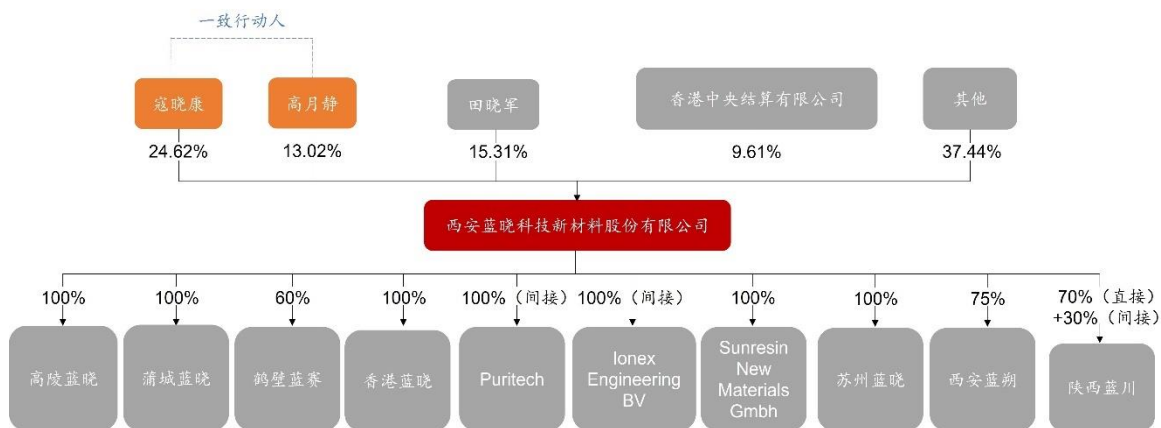 一致行动人
寇晓康
高月静
田晓军
香港中央结算有限公司
其他
24.62%
13.02%
15.31%
9.61%
37.44%
西安蓝晓科技新材料股份有限公司
100%
100%
60%
100%
100%（间接）
100%（间接）
100%
100%
75%
70%（直接）
+30%（间接）
高陵蓝晓
蒲城蓝晓
鹤壁蓝赛
香港蓝晓
Puritech
Ionex
Engineering
BV
Sunresin
New
Materials
Gmbh
苏州蓝晓
西安蓝朔
陕西蓝川